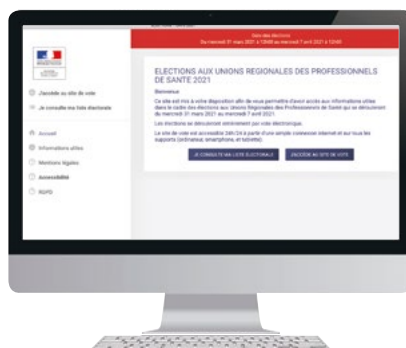 Date des élections
Du mercredi 31 mars 2021 à 12h00 au mercredi 7 avril 2021 à 12h00
J'accède au site de vote
Je consulte ma liste électorale
Accueil
Informations utiles
Mentions légales
Accessibilité
RGPD
ELECTIONS AUX UNIONS REGIONALES DES PROFESSIONNELS
DE SANTE 2021
Bienvenue
Ce site est mis à votre disposition afin de vous permettre d'avoir accès aux informations utiles
dans le cadre des élections aux Unions Régionales des Professionnels de Santé qui se dérouleront
du mercredi 31 mars 2021 au mercredi 7 avril 2021.
Les élections se dérouleront uniquement par vote électronique.
Le site de vote est accessible 24h/24 à partir d'une simple connexion internet et sur tous les
supports (ordinateur, smartphone, et tablette).
JE CONSULTE MA LISTE ELECTORALE
J'ACCÈDE AU SITE DE VOTE